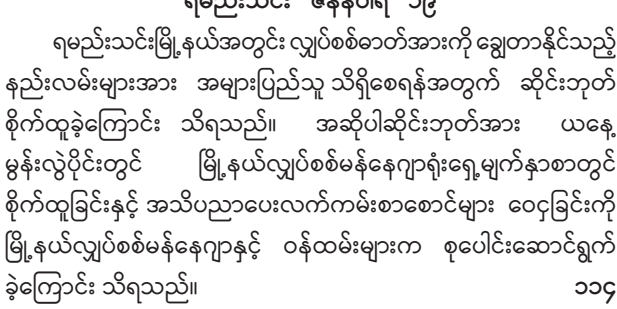 ရမည်းသင်း ဇန်နဝါရီ ၁၉
ရမည်းသင်းမြို့နယ်အတွင်း လျှပ်စစ်ဓာတ်အားကို ချွေတာနိုင်သည့်
နည်းလမ်းများအား အများပြည်သူ သိရှိစေရန်အတွက် ဆိုင်းဘုတ်
စိုက်ထူခဲ့ကြောင်း သိရသည်။ အဆိုပါဆိုင်းဘုတ်အား ယနေ့
မွန်းလွဲပိုင်းတွင် မြို့နယ်လျှပ်စစ်မန်နေဂျာရုံးရှေ့မျက်နှာစာတွင်
စိုက်ထူခြင်းနှင့် အသိပညာပေးလက်ကမ်းစာစောင်များ ဝေငှခြင်းကို
မြို့နယ်လျှပ်စစ်မန်နေဂျာနှင့် ဝန်ထမ်းများက စုပေါင်းဆောင်ရွက်
ခဲ့ကြောင်း သိရသည်။ ၁၁၄